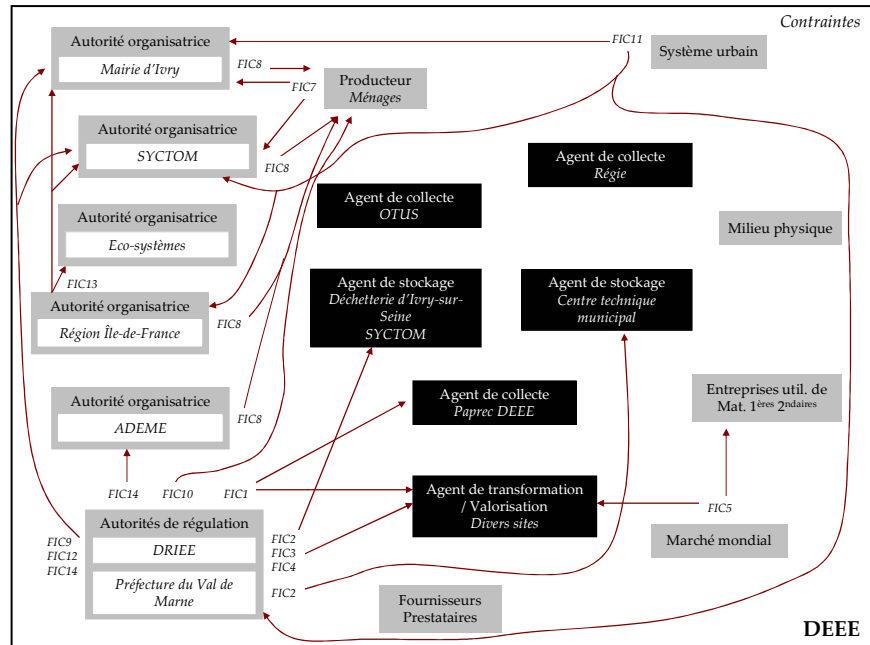 Contraintes
Autorité organisatrice
Mairie d'Ivry
FIC8
FIC7
Producteur
Ménages
FIC11
Système urbain
Autorité organisatrice
SYCTOM
FIC8
Agent de collecte
Régie
Agent de collecte
OTUS
Autorité organisatrice
Eco-systèmes
Milieu physique
FIC13
Autorité organisatrice
Région Île-de-France
FIC8
Agent de stockage
Déchetterie d'Ivry-sur-
Seine
SYCTOM
Agent de stockage
Centre technique
municipal
Autorité organisatrice
ADEME
FIC8
Agent de collecte
Paprec DEEE
Entreprises util. de
Mat. 1ères 2ndaires
FIC14
FIC10
FIC1
Agent de transformation
/ Valorisation
Divers sites
FIC5
Marché mondial
FIC9
FIC12
FIC14
Autorités de régulation
DRIEE
Préfecture du Val de
Marne
FIC2
FIC3
FIC4
FIC2
Fournisseurs
Prestataires
DEEE